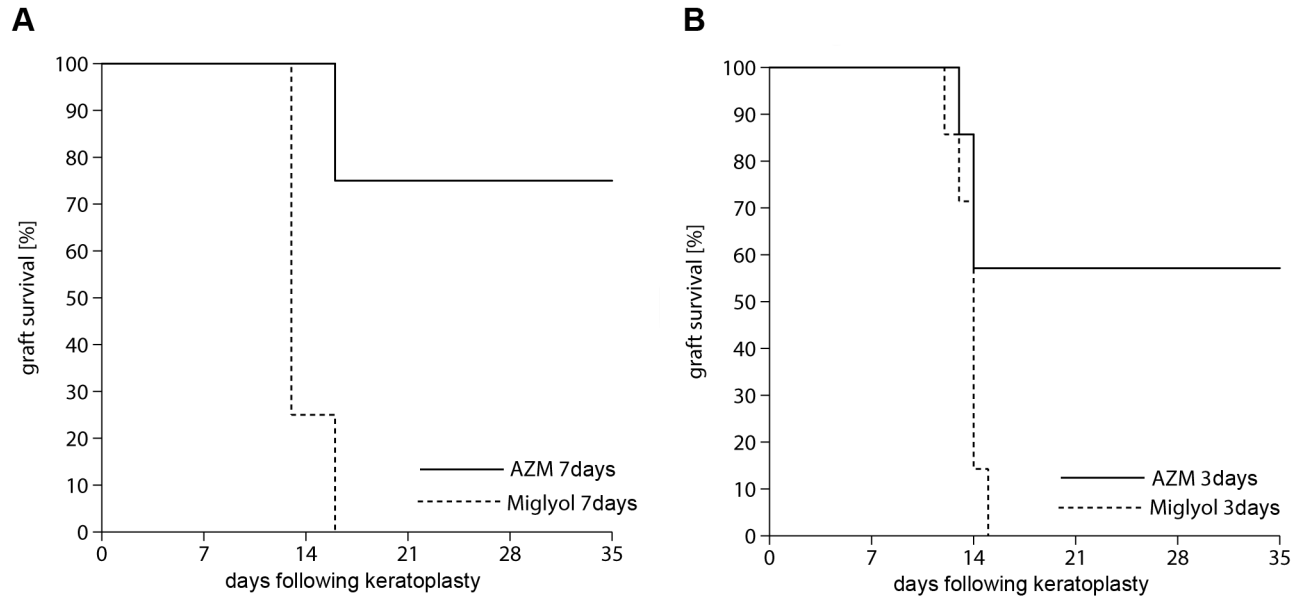 A
100
90
80
70
60
50
40
30
20
10
0
graft survival [%]
0 7 14 21 28 35
days following keratoplasty
AZM 7days
Miglyol 7days
B
100
90
80
70
60
50
40
30
20
10
0
graft survival [%]
0 7 14 21 28 35
days following keratoplasty
AZM 3days
Miglyol 3days